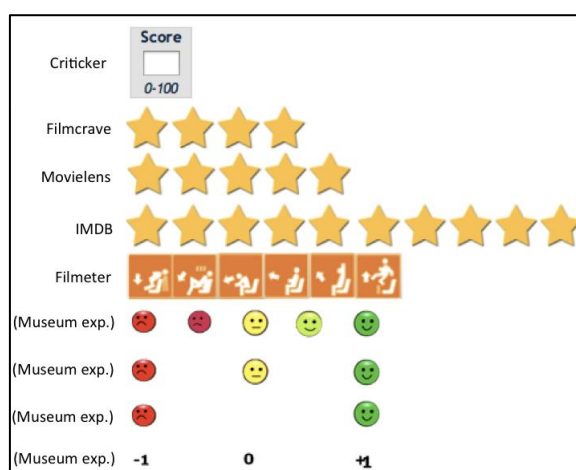 Score
Criticker
0-100
Filmcrave
Movielens
IMDB
Filmeter
(Museum exp.)
(Museum exp.)
(Museum exp.)
(Museum exp.) -1 0 +1